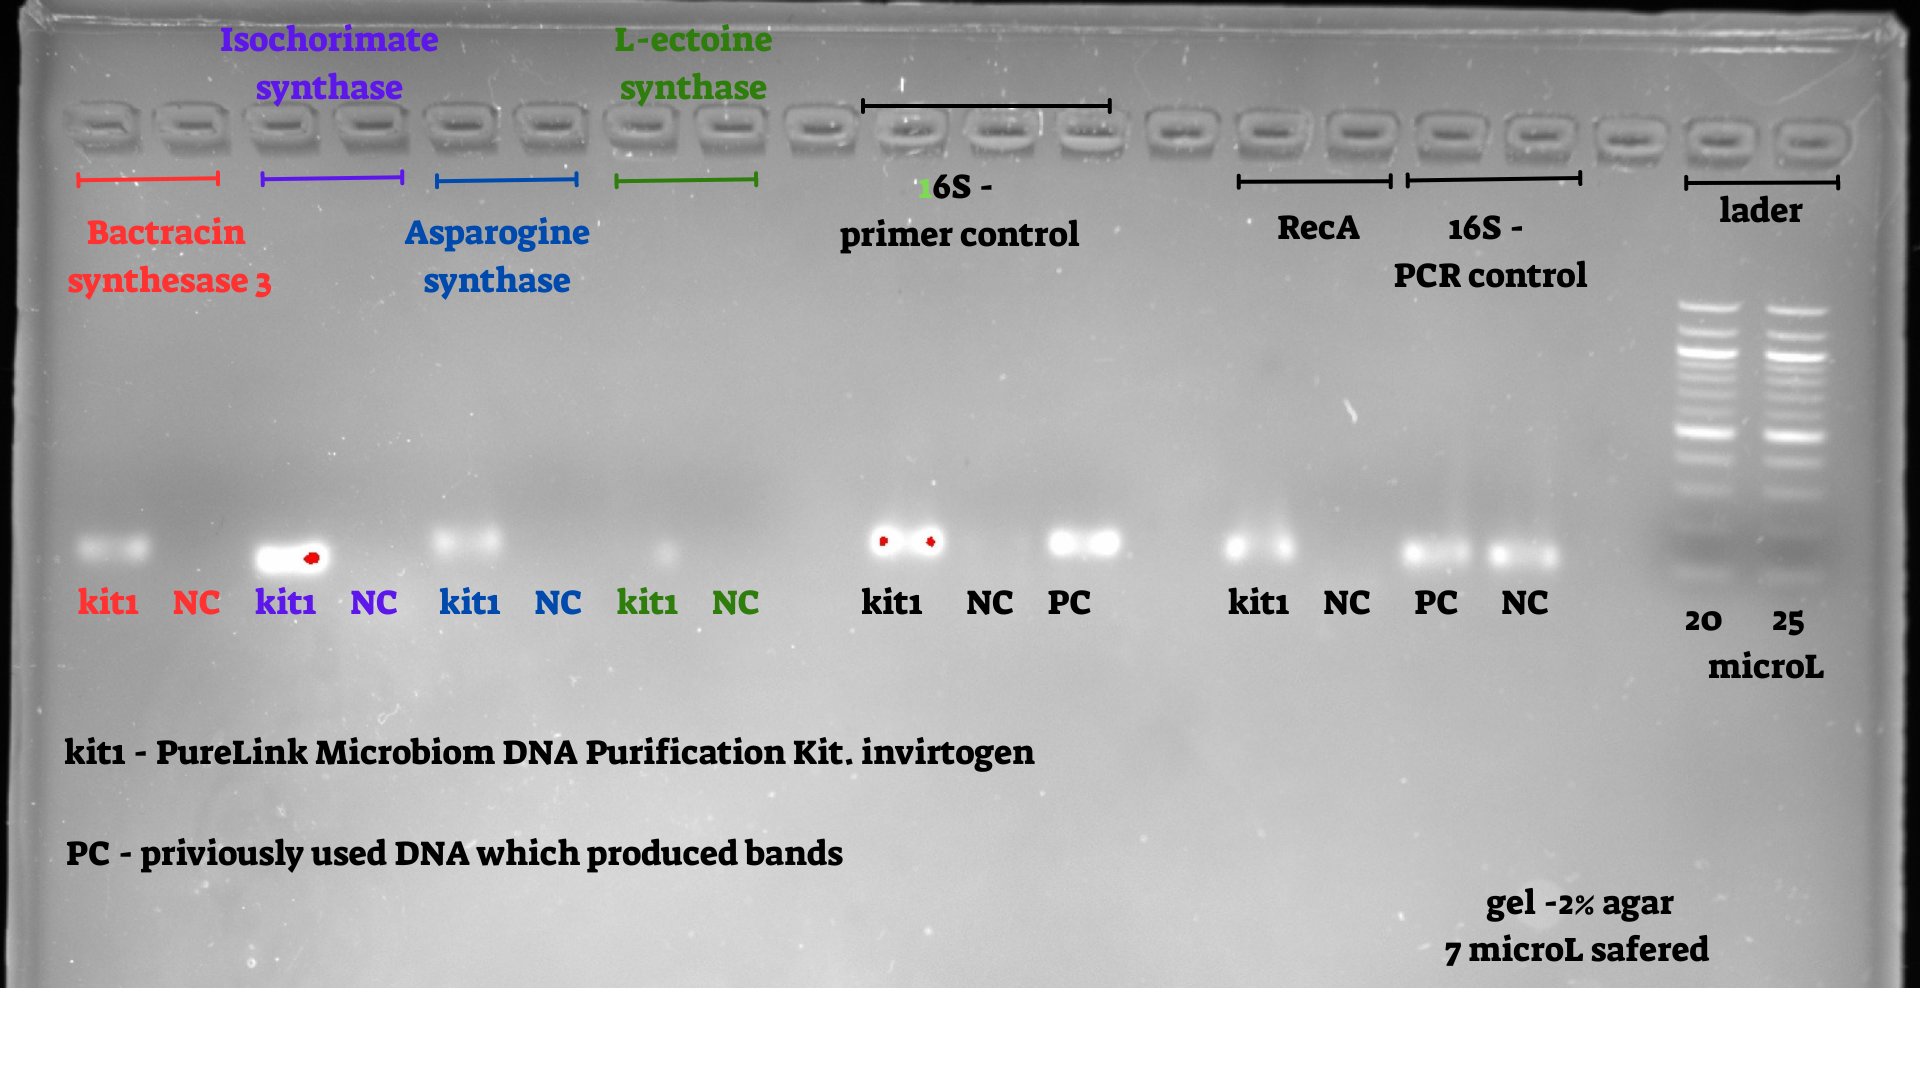 Isochorimate
synthase
L-ectoine
synthase
Bactracin
synthesase 3
Asparogine
synthase
16S -
primer control
RecA
16S -
PCR control
lader
kit1 NC kit1 NC kit1 NC kit1 NC kit1 NC PC kit1 NC PC NC
20 25
microL
kit1 - PureLink Microbiom DNA Purification Kit. invirtogen
PC - priviously used DNA which produced bands
gel -2% agar
7 microL safered